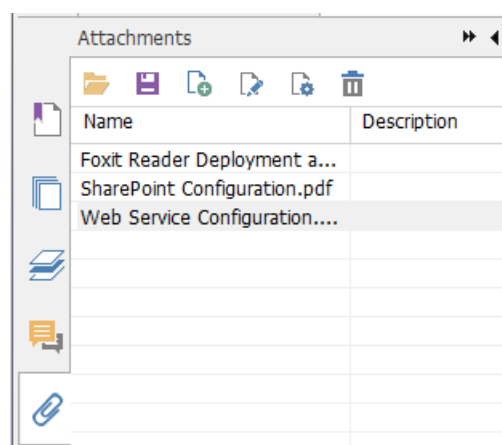 Attachments
Name Description
Foxit Reader Deployment a...
SharePoint Configuration.pdf
Web Service Configuration....